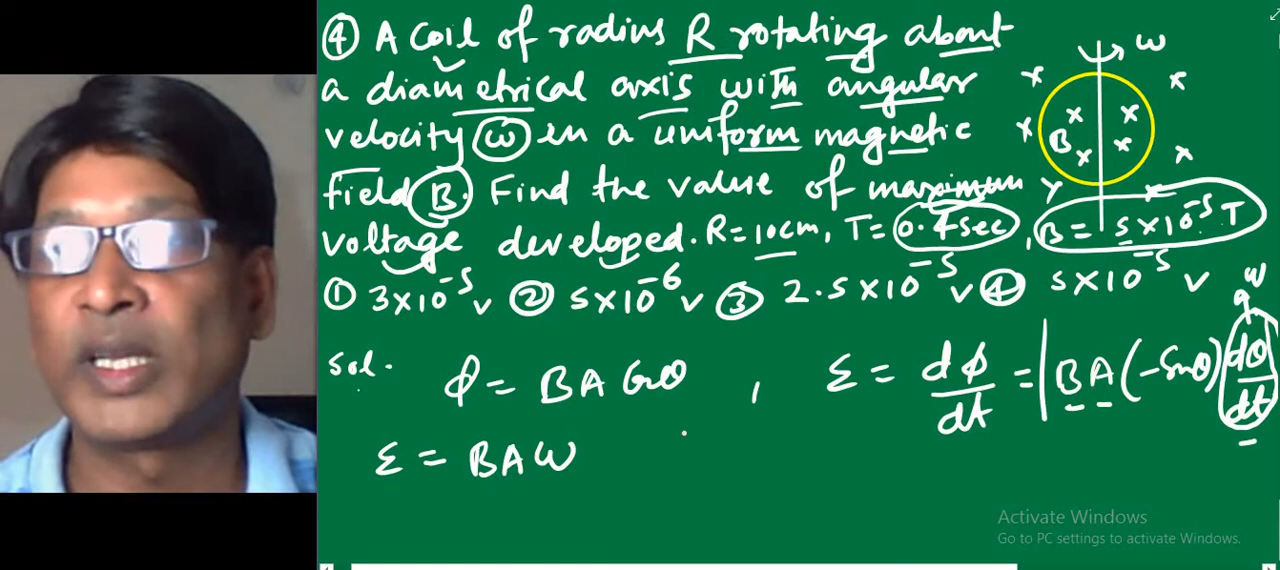 ④ A coil of radius R rotating about
a diametrical axis with angular
velocity ω in a uniform magnetic
field B. Find the value of maximum
voltage developed. R = 10cm, T = 0.4sec, B = 5×10⁻⁵ T
① 3×10⁻⁵ v ② 5×10⁻⁶ v ③ 2.5×10⁻⁵ v ④ 5×10⁻⁵ v
ω
B
Sol. ϕ = BA Cosθ , ε = dϕ/dt = |BA(-Sinθ) dθ/dt
ω
ε = BAω
Activate Windows
Go to PC settings to activate Windows.